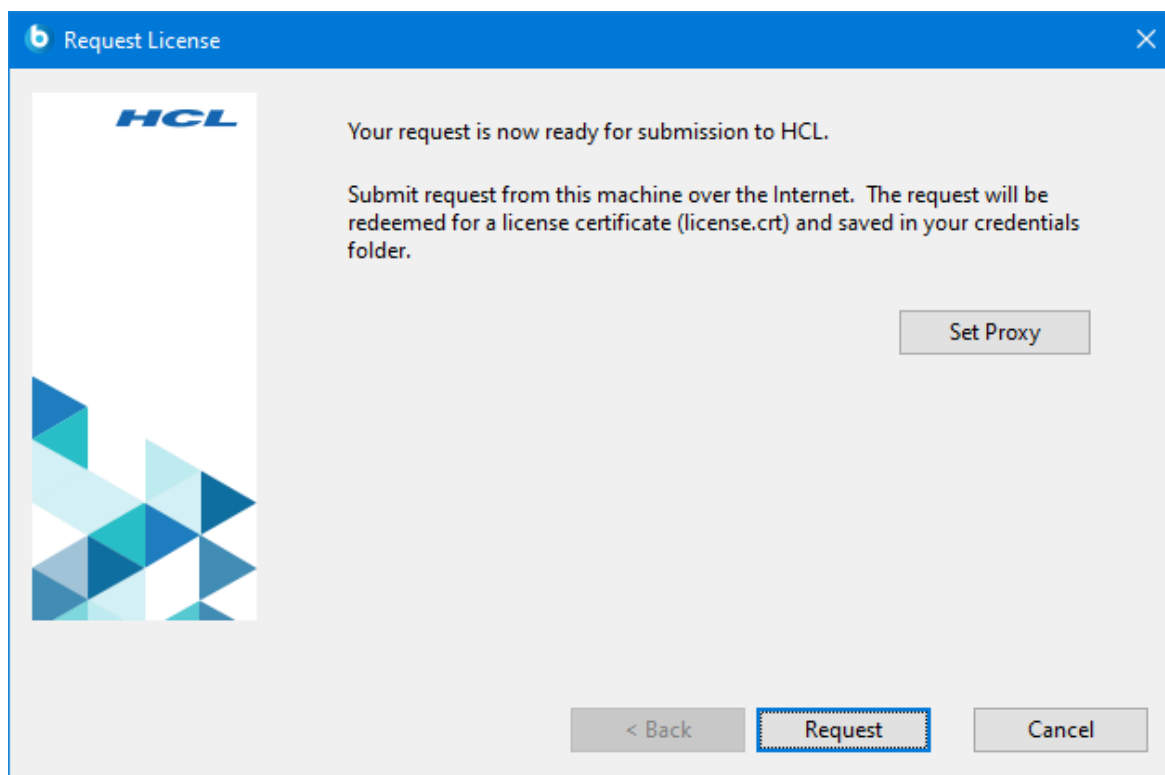 Request License
HCL
Your request is now ready for submission to HCL.
Submit request from this machine over the Internet.  The request will be
redeemed for a license certificate (license.crt) and saved in your credentials
folder.
Set Proxy
< Back
Request
Cancel